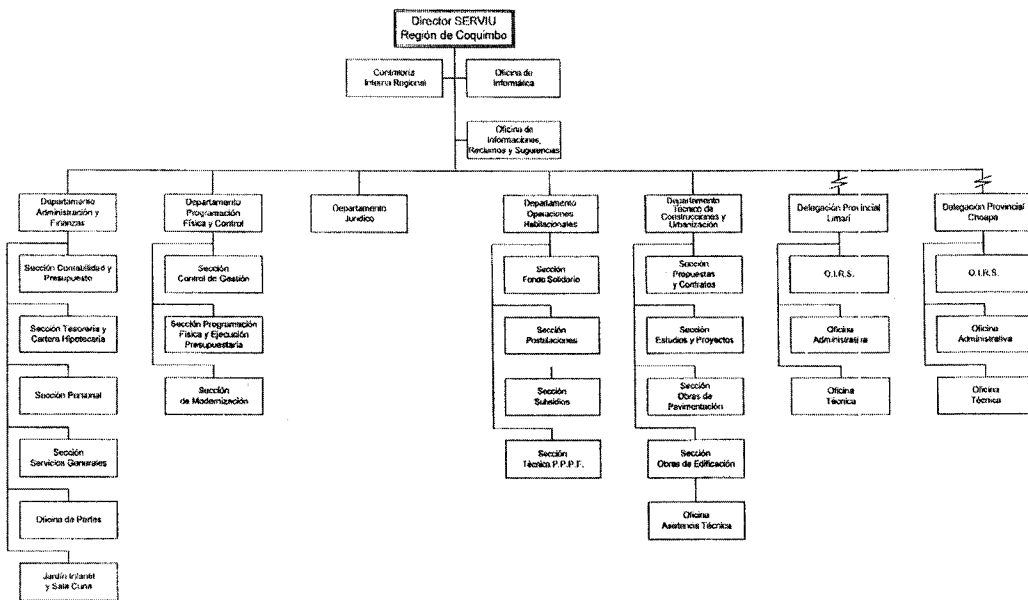 Director SERVIU
Región de Coquimbo
Contraloría
Interna Regional
Oficina de
Informática
Oficina de
Informaciones,
Reclamos y Sugerencias
Departamento
Administración y
Finanzas
Departamento
Programación
Física y Control
Departamento
Jurídico
Departamento
Operaciones
Habitacionales
Departamento
Técnico de
Construcciones y
Urbanización
Delegación Provincial
Limarí
Delegación Provincial
Choapa
Sección Contabilidad y
Presupuesto
Sección
Control de Gestión
Sección
Fondo Solidario
Sección
Propuestas
y Contratos
O.I.R.S.
O.I.R.S.
Sección Tesorería y
Cartera Hipotecaria
Sección Programación
Física y Ejecución
Presupuestaria
Sección
Postulaciones
Sección
Estudios y Proyectos
Oficina
Administrativa
Oficina
Administrativa
Sección Personal
Sección
de Modernización
Sección
Subsidios
Sección
Obras de
Pavimentación
Oficina
Técnica
Oficina
Técnica
Sección
Servicios Generales
Sección
Técnica P.P.P.F.
Sección
Obras de Edificación
Oficina de Partes
Oficina
Asistencia Técnica
Jardín Infantil
y Sala Cuna